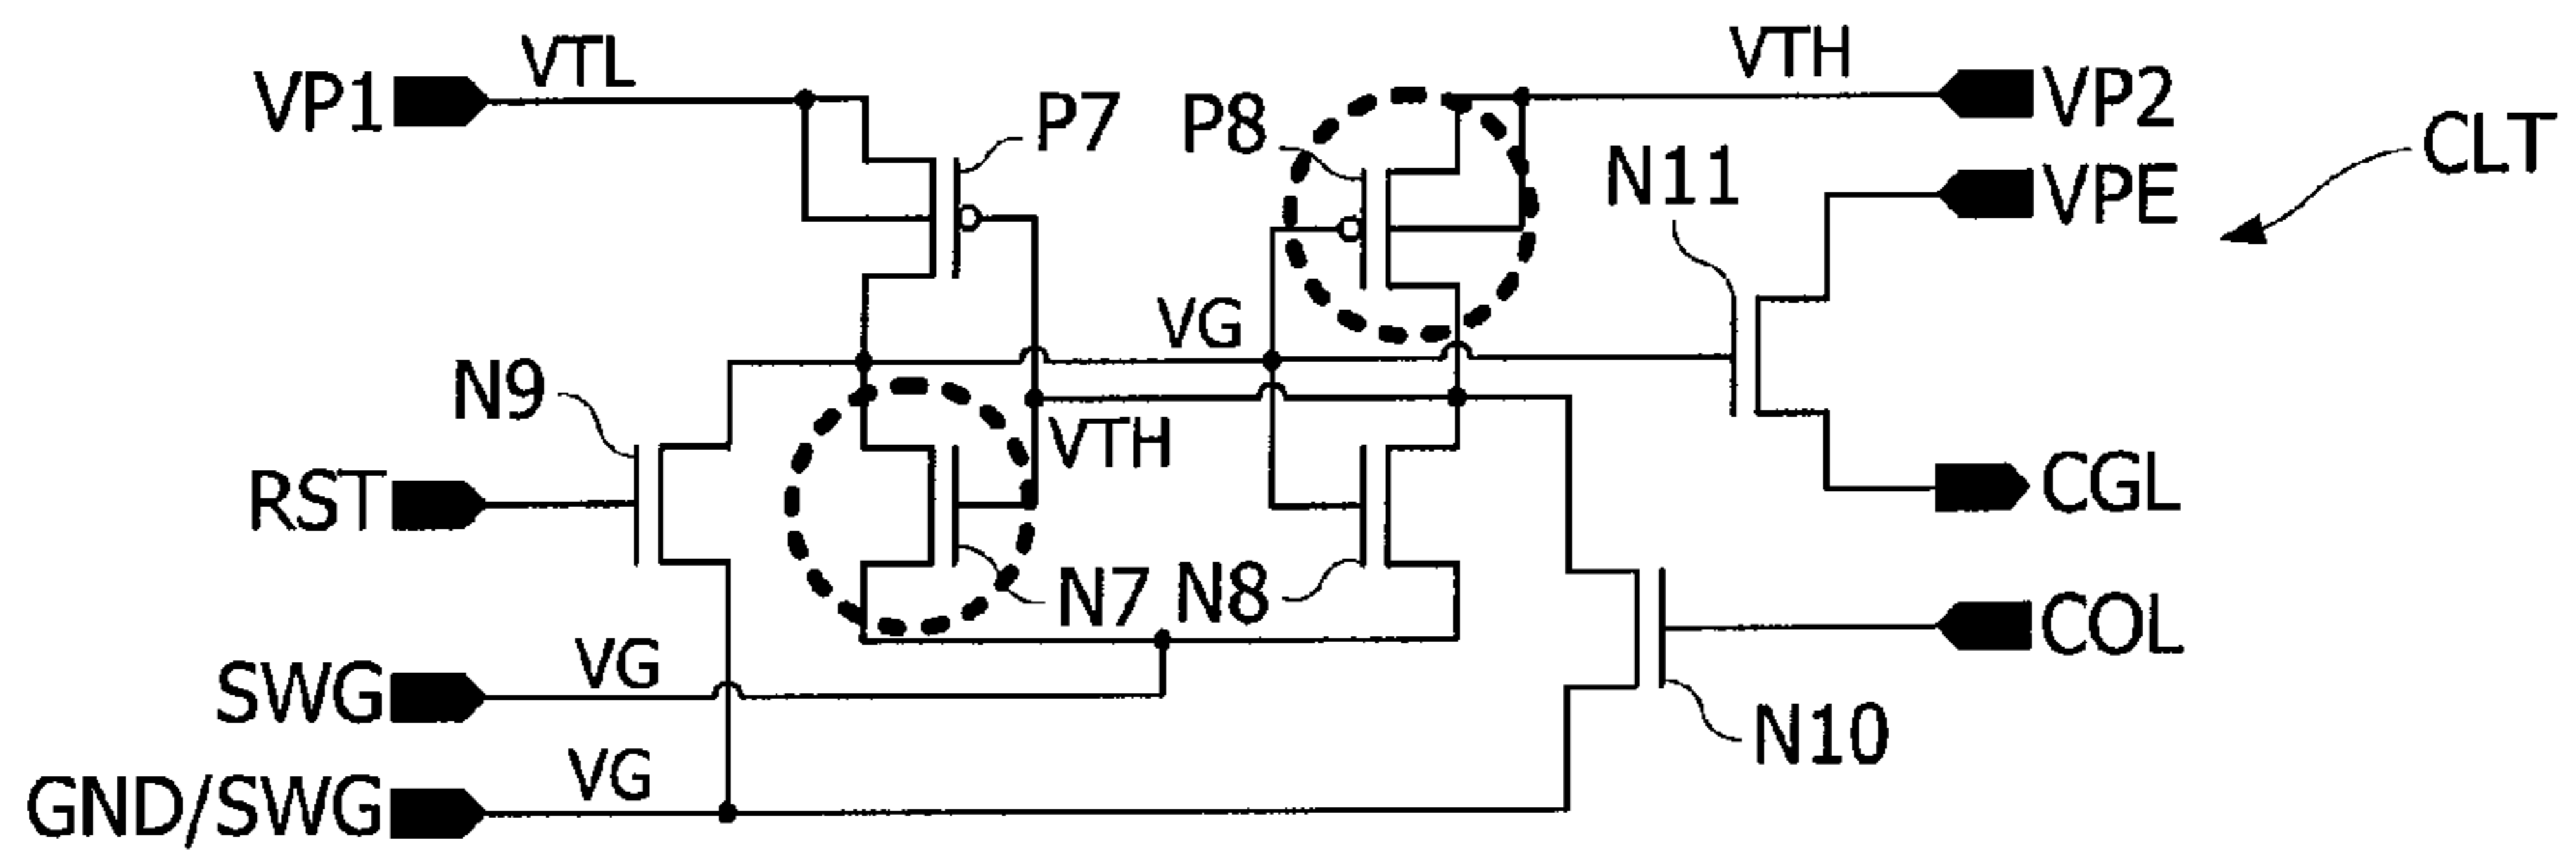 VP1 VTL P7 P8 VTH VP2
N11 VPE CLT
VG
N9 VTH
RST CGL
N7 N8 COL
SWG VG
N10
GND/SWG VG